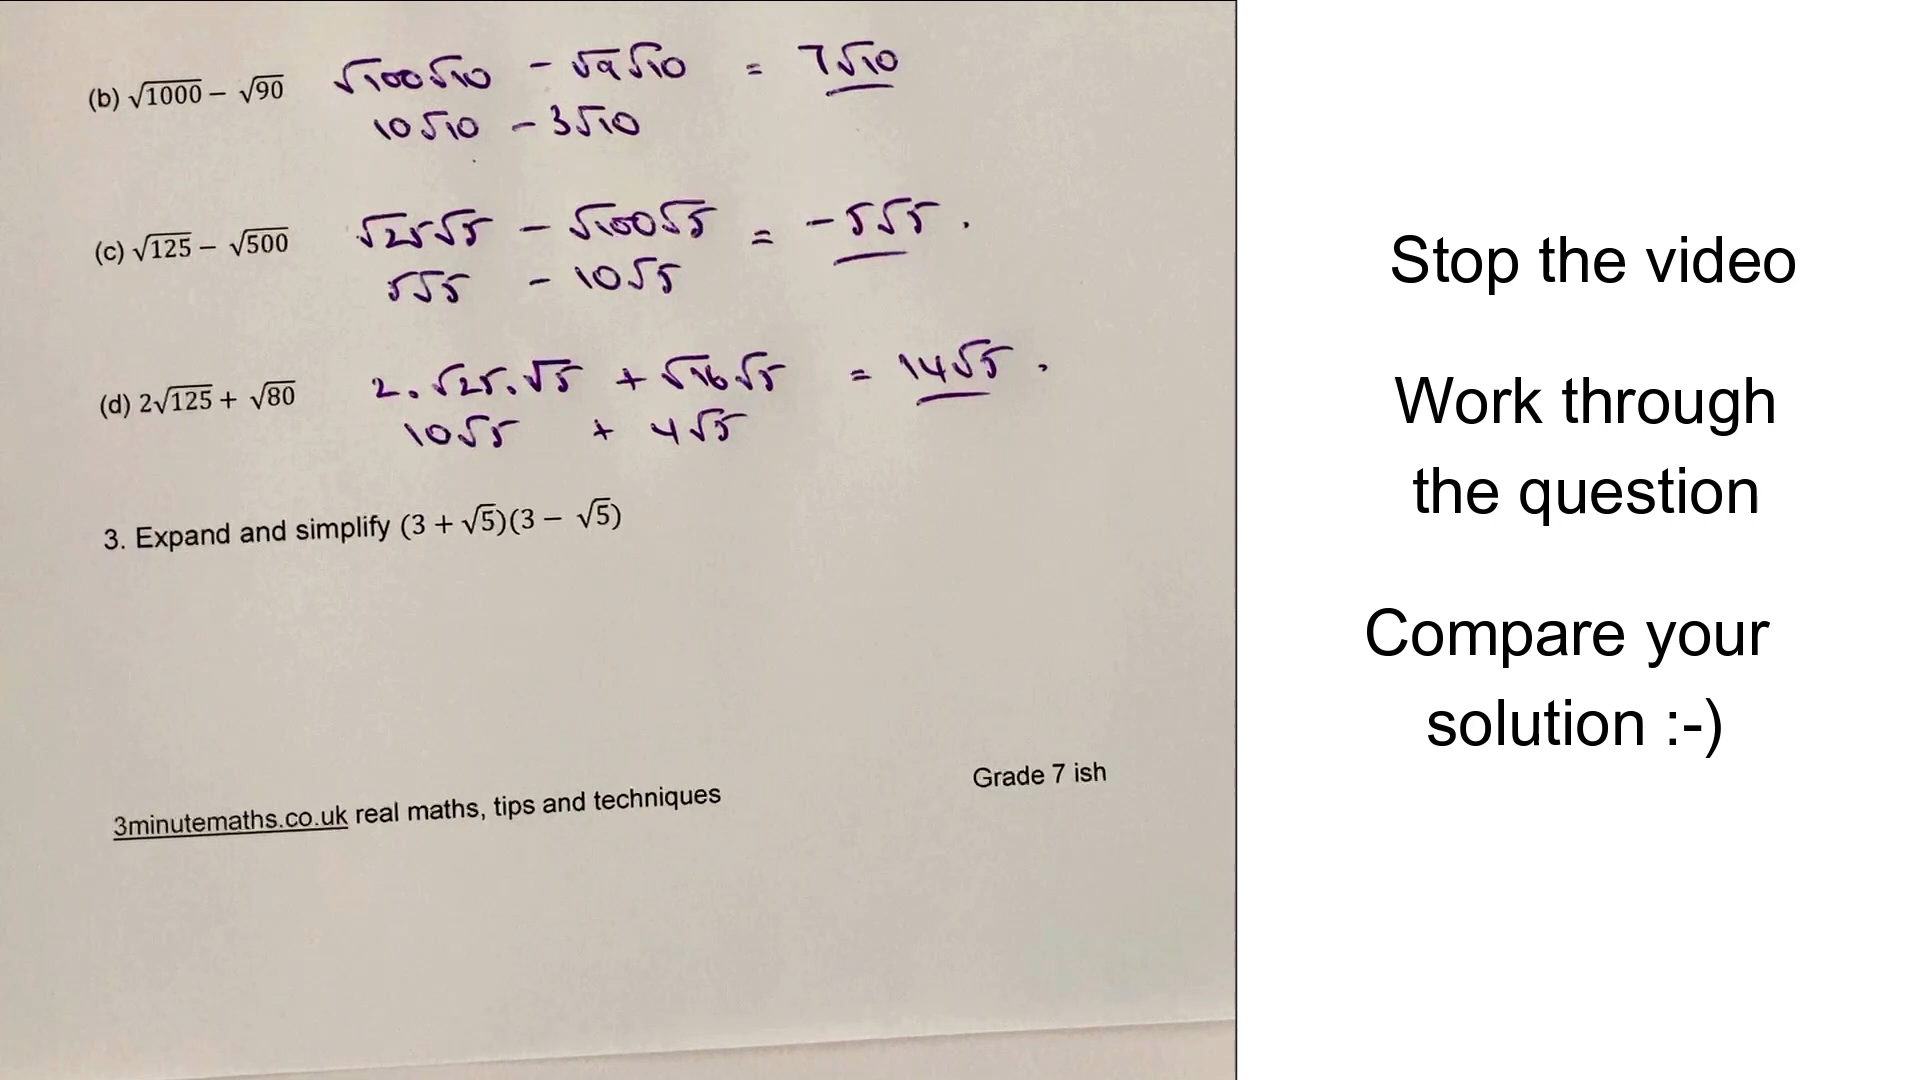 (b) √1000 − √90 √100√10 − √9√10 = 7√10
10√10 − 3√10
(c) √125 − √500 √25√5 − √100√5 = −5√5.
5√5 − 10√5
(d) 2√125 + √80 2.√25.√5 + √16√5 = 14√5.
10√5 + 4√5
3. Expand and simplify (3 + √5)(3 − √5)
Grade 7 ish
3minutemaths.co.uk real maths, tips and techniques
Stop the video
Work through
the question
Compare your
solution :-)